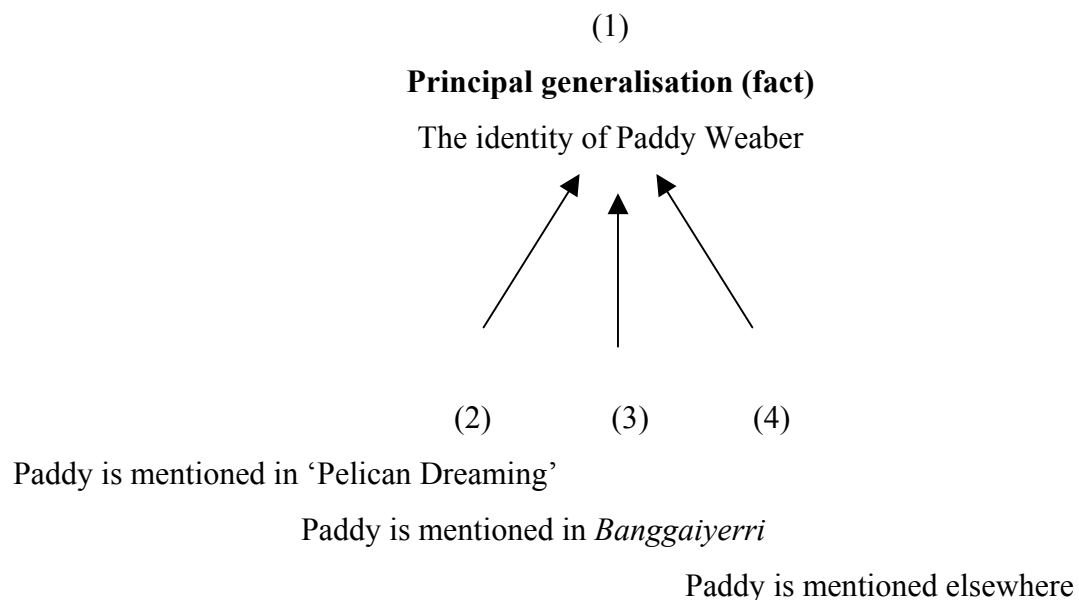 (1)
Principal generalisation (fact)
The identity of Paddy Weaber
(2) (3) (4)
Paddy is mentioned in ‘Pelican Dreaming’
Paddy is mentioned in Banggaiyerri
Paddy is mentioned elsewhere